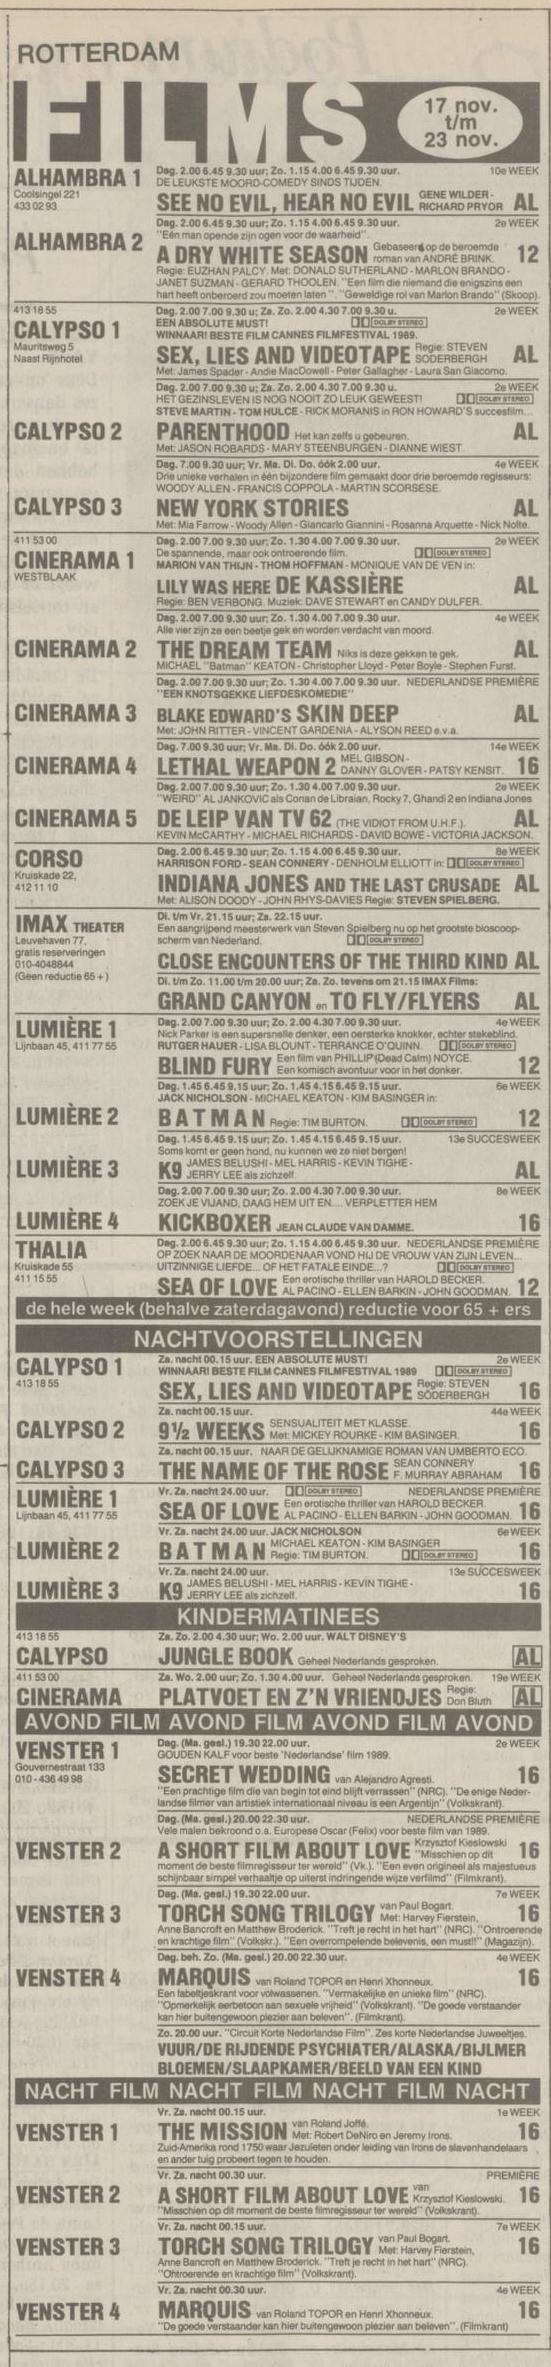 ROTTERDAM
FILMS
17 nov.
t/m
23 nov.
ALHAMBRA 1
Coolsingel 221
433 02 93
Dag. 2.00 6.45 9.30 uur; Zo. 1.15 4.00 6.45 9.30 uur. 10e WEEK
DE LEUKSTE MOORD-COMEDY SINDS TIJDEN.
SEE NO EVIL, HEAR NO EVIL GENE WILDER - RICHARD PRYOR AL
ALHAMBRA 2
Dag. 2.00 6.45 9.30 uur; Zo. 1.15 4.00 6.45 9.30 uur. 2e WEEK
"Eén man opende zijn ogen voor de waarheid".
A DRY WHITE SEASON Gebaseerd op de beroemde roman van ANDRÉ BRINK. 12
Regie: EUZHAN PALCY. Met: DONALD SUTHERLAND - MARLON BRANDO -
JANET SUZMAN - GERARD THOOLEN. "Een film die niemand die enigszins een
hart heeft onberoerd zou moeten laten". "Geweldige rol van Marlon Brando" (Skoop).
413 18 55
CALYPSO 1
Mauritsweg 5
Naast Rijnhotel
Dag. 2.00 7.00 9.30 u; Za. Zo. 2.00 4.30 7.00 9.30 u. 2e WEEK
EEN ABSOLUTE MUST! DOLBY STEREO
WINNAAR! BESTE FILM CANNES FILMFESTIVAL 1989.
SEX, LIES AND VIDEOTAPE Regie: STEVEN SODERBERGH AL
Met: James Spader - Andie MacDowell - Peter Gallagher - Laura San Giacomo.
Dag. 2.00 7.00 9.30 u; Za. Zo. 2.00 4.30 7.00 9.30 u. 2e WEEK
HET GEZINSLEVEN IS NOG NOOIT ZO LEUK GEWEEST! DOLBY STEREO
STEVE MARTIN - TOM HULCE - RICK MORANIS in RON HOWARD'S succesfilm...
CALYPSO 2 PARENTHOOD Het kan zelfs u gebeuren. AL
Met: JASON ROBARDS - MARY STEENBURGEN - DIANNE WIEST.
Dag. 7.00 9.30 uur; Vr. Ma. Di. Do. óók 2.00 uur. 4e WEEK
Drie unieke verhalen in één bijzondere film gemaakt door drie beroemde regisseurs:
WOODY ALLEN - FRANCIS COPPOLA - MARTIN SCORSESE.
CALYPSO 3 NEW YORK STORIES AL
Met: Mia Farrow - Woody Allen - Giancarlo Giannini - Rosanna Arquette - Nick Nolte.
411 53 00
CINERAMA 1
WESTBLAAK
Dag. 2.00 7.00 9.30 uur; Zo. 1.30 4.00 7.00 9.30 uur. 2e WEEK
De spannende, maar ook ontroerende film. DOLBY STEREO
MARION VAN THIJN - THOM HOFFMAN - MONIQUE VAN DE VEN in:
LILY WAS HERE DE KASSIÈRE AL
Regie: BEN VERBONG. Muziek: DAVE STEWART en CANDY DULFER.
Dag. 2.00 7.00 9.30 uur; Zo. 1.30 4.00 7.00 9.30 uur. 4e WEEK
Alle vier zijn ze een beetje gek en worden verdacht van moord.
CINERAMA 2 THE DREAM TEAM Niks is deze gekken te gek. AL
MICHAEL "Batman" KEATON - Christopher Lloyd - Peter Boyle - Stephen Furst.
Dag. 2.00 7.00 9.30 uur; Zo. 1.30 4.00 7.00 9.30 uur. NEDERLANDSE PREMIÈRE
"EEN KNOTSGEKKE LIEFDESKOMEDIE"
CINERAMA 3 BLAKE EDWARD'S SKIN DEEP AL
Met: JOHN RITTER - VINCENT GARDENIA - ALYSON REED e.v.a.
Dag. 7.00 9.30 uur; Vr. Ma. Di. Do. óók 2.00 uur. 14e WEEK
CINERAMA 4 LETHAL WEAPON 2 MEL GIBSON - DANNY GLOVER - PATSY KENSIT. 16
Dag. 2.00 7.00 9.30 uur; Zo. 1.30 4.00 7.00 9.30 uur. 2e WEEK
"WEIRD" AL JANKOVIC als Conan de Libraian, Rocky 7, Ghandi 2 en Indiana Jones
CINERAMA 5 DE LEIP VAN TV 62 (THE VIDIOT FROM U.H.F.). AL
KEVIN McCARTHY - MICHAEL RICHARDS - DAVID BOWE - VICTORIA JACKSON.
CORSO
Kruiskade 22,
412 11 10
Dag. 2.00 6.45 9.30 uur; Zo. 1.15 4.00 6.45 9.30 uur. 8e WEEK
HARRISON FORD - SEAN CONNERY - DENHOLM ELLIOTT in: DOLBY STEREO
INDIANA JONES AND THE LAST CRUSADE AL
Met: ALISON DOODY - JOHN RHYS-DAVIES Regie: STEVEN SPIELBERG.
IMAX THEATER
Leuvehaven 77,
gratis reserveringen
010-4048844
(Geen reductie 65 +)
Di. t/m Vr. 21.15 uur; Za. 22.15 uur.
Een aangrijpend meesterwerk van Steven Spielberg nu op het grootste bioscoop-
scherm van Nederland. DOLBY STEREO
CLOSE ENCOUNTERS OF THE THIRD KIND AL
Di. t/m Zo. 11.00 t/m 20.00 uur; Za. Zo. tevens om 21.15 IMAX Films:
GRAND CANYON en TO FLY/FLYERS AL
LUMIÈRE 1
Lijnbaan 45, 411 77 55
Dag. 2.00 7.00 9.30 uur; Zo. 2.00 4.30 7.00 9.30 uur. 4e WEEK
Nick Parker is een supersnelle denker, een oersterke knokker, echter stekeblind.
RUTGER HAUER - LISA BLOUNT - TERRANCE O'QUINN. DOLBY STEREO
BLIND FURY Een film van PHILLIP (Dead Calm) NOYCE. Een komisch avontuur voor in het donker. 12
Dag. 1.45 6.45 9.15 uur; Zo. 1.45 4.15 6.45 9.15 uur. 6e WEEK
JACK NICHOLSON - MICHAEL KEATON - KIM BASINGER in:
LUMIÈRE 2 BATMAN Regie: TIM BURTON. DOLBY STEREO 12
Dag. 1.45 6.45 9.15 uur; Zo. 1.45 4.15 6.45 9.15 uur. 13e SUCCESWEEK
Soms komt er geen hond, nu kunnen we ze niet bergen!
LUMIÈRE 3 K9 JAMES BELUSHI - MEL HARRIS - KEVIN TIGHE - JERRY LEE als zichzelf. AL
Dag. 2.00 7.00 9.30 uur; Zo. 2.00 4.30 7.00 9.30 uur. 8e WEEK
ZOEK JE VIJAND, DAAG HEM UIT EN.... VERPLETTER HEM
LUMIÈRE 4 KICKBOXER JEAN CLAUDE VAN DAMME. 16
THALIA
Kruiskade 55
411 15 55
Dag. 2.00 6.45 9.30 uur; Zo. 1.15 4.00 6.45 9.30 uur. NEDERLANDSE PREMIÈRE
OP ZOEK NAAR DE MOORDENAAR VOND HIJ DE VROUW VAN ZIJN LEVEN...
UITZINNIGE LIEFDE... OF HET FATALE EINDE...? DOLBY STEREO
SEA OF LOVE Een erotische thriller van HAROLD BECKER. AL PACINO - ELLEN BARKIN - JOHN GOODMAN. 12
de hele week (behalve zaterdagavond) reductie voor 65 + ers
NACHTVOORSTELLINGEN
CALYPSO 1
413 18 55
Za. nacht 00.15 uur. EEN ABSOLUTE MUST! 2e WEEK
WINNAAR! BESTE FILM CANNES FILMFESTIVAL 1989 DOLBY STEREO
SEX, LIES AND VIDEOTAPE Regie: STEVEN SÖDERBERGH 16
Za. nacht 00.15 uur. 44e WEEK
CALYPSO 2 9½ WEEKS SENSUALITEIT MET KLASSE. Met: MICKEY ROURKE - KIM BASINGER. 16
Za. nacht 00.15 uur. NAAR DE GELIJKNAMIGE ROMAN VAN UMBERTO ECO.
CALYPSO 3 THE NAME OF THE ROSE SEAN CONNERY F. MURRAY ABRAHAM 16
LUMIÈRE 1
Lijnbaan 45, 411 77 55
Vr. Za. nacht 24.00 uur. DOLBY STEREO NEDERLANDSE PREMIÈRE
SEA OF LOVE Een erotische thriller van HAROLD BECKER. AL PACINO - ELLEN BARKIN - JOHN GOODMAN. 16
Vr. Za. nacht 24.00 uur. JACK NICHOLSON 6e WEEK
LUMIÈRE 2 BATMAN MICHAEL KEATON - KIM BASINGER Regie: TIM BURTON. DOLBY STEREO 16
Vr. Za. nacht 24.00 uur. 13e SUCCESWEEK
LUMIÈRE 3 K9 JAMES BELUSHI - MEL HARRIS - KEVIN TIGHE - JERRY LEE als zichzelf. 16
KINDERMATINEES
413 18 55
CALYPSO
Za. Zo. 2.00 4.30 uur; Wo. 2.00 uur. WALT DISNEY'S
JUNGLE BOOK Geheel Nederlands gesproken. AL
411 53 00
CINERAMA
Za. Wo. 2.00 uur; Zo. 1.30 4.00 uur. Geheel Nederlands gesproken. 19e WEEK
PLATVOET EN Z'N VRIENDJES Regie: Don Bluth AL
AVOND FILM AVOND FILM AVOND FILM AVOND
VENSTER 1
Gouvernestraat 133
010 - 436 49 98
Dag. (Ma. gesl.) 19.30 22.00 uur. 2e WEEK
GOUDEN KALF voor beste 'Nederlandse' film 1989.
SECRET WEDDING van Alejandro Agresti. 16
"Een prachtige film die van begin tot eind blijft verrassen" (NRC). "De enige Neder-
landse filmer van artistiek internationaal niveau is een Argentijn" (Volkskrant).
Dag. (Ma. gesl.) 20.00 22.30 uur. NEDERLANDSE PREMIÈRE
Vele malen bekroond o.a. Europese Oscar (Felix) voor beste film van 1989.
VENSTER 2 A SHORT FILM ABOUT LOVE Krzysztof Kieslowski "Misschien op dit 16
moment de beste filmregisseur ter wereld" (Vk.). "Een even origineel als majestueus
schijnbaar simpel verhaaltje op uiterst indringende wijze verfilmd" (Filmkrant).
Dag. (Ma. gesl.) 19.30 22.00 uur. 7e WEEK
VENSTER 3 TORCH SONG TRILOGY van Paul Bogart. Met: Harvey Fierstein, 16
Anne Bancroft en Matthew Broderick. "Treft je recht in het hart" (NRC). "Ontroerende
en krachtige film" (Volkskr.). "Een overrompelende belevenis, een must!!" (Magazijn).
Dag. beh. Zo. (Ma. gesl.) 20.00 22.30 uur. 4e WEEK
VENSTER 4 MARQUIS van Roland TOPOR en Henri Xhonneux. 16
Een fabeltjeskrant voor volwassenen. "Vermakelijke en unieke film" (NRC).
"Opmerkelijk eerbetoon aan sexuele vrijheid" (Volkskrant). "De goede verstaander
kan hier buitengewoon plezier aan beleven". (Filmkrant).
Zo. 20.00 uur. "Circuit Korte Nederlandse Film". Zes korte Nederlandse Juweeltjes.
VUUR/DE RIJDENDE PSYCHIATER/ALASKA/BIJLMER
BLOEMEN/SLAAPKAMER/BEELD VAN EEN KIND
NACHT FILM NACHT FILM NACHT FILM NACHT
Vr. Za. nacht 00.15 uur. 1e WEEK
VENSTER 1 THE MISSION van Roland Joffé. Met: Robert DeNiro en Jeremy Irons. 16
Zuid-Amerika rond 1750 waar Jezuïeten onder leiding van Irons de slavenhandelaars
en ander tuig probeert tegen te houden.
Vr. Za. nacht 00.30 uur. PREMIÈRE
VENSTER 2 A SHORT FILM ABOUT LOVE van Krzysztof Kieslowski. 16
"Misschien op dit moment de beste filmregisseur ter wereld" (Volkskrant).
Vr. Za. nacht 00.15 uur. 7e WEEK
VENSTER 3 TORCH SONG TRILOGY van Paul Bogart. Met: Harvey Fierstein, 16
Anne Bancroft en Matthew Broderick. "Treft je recht in het hart" (NRC).
"Ohtroerende en krachtige film" (Volkskrant).
Vr. Za. nacht 00.30 uur. 4e WEEK
VENSTER 4 MARQUIS van Roland TOPOR en Henri Xhonneux. 16
"De goede verstaander kan hier buitengewoon plezier aan beleven". (Filmkrant)